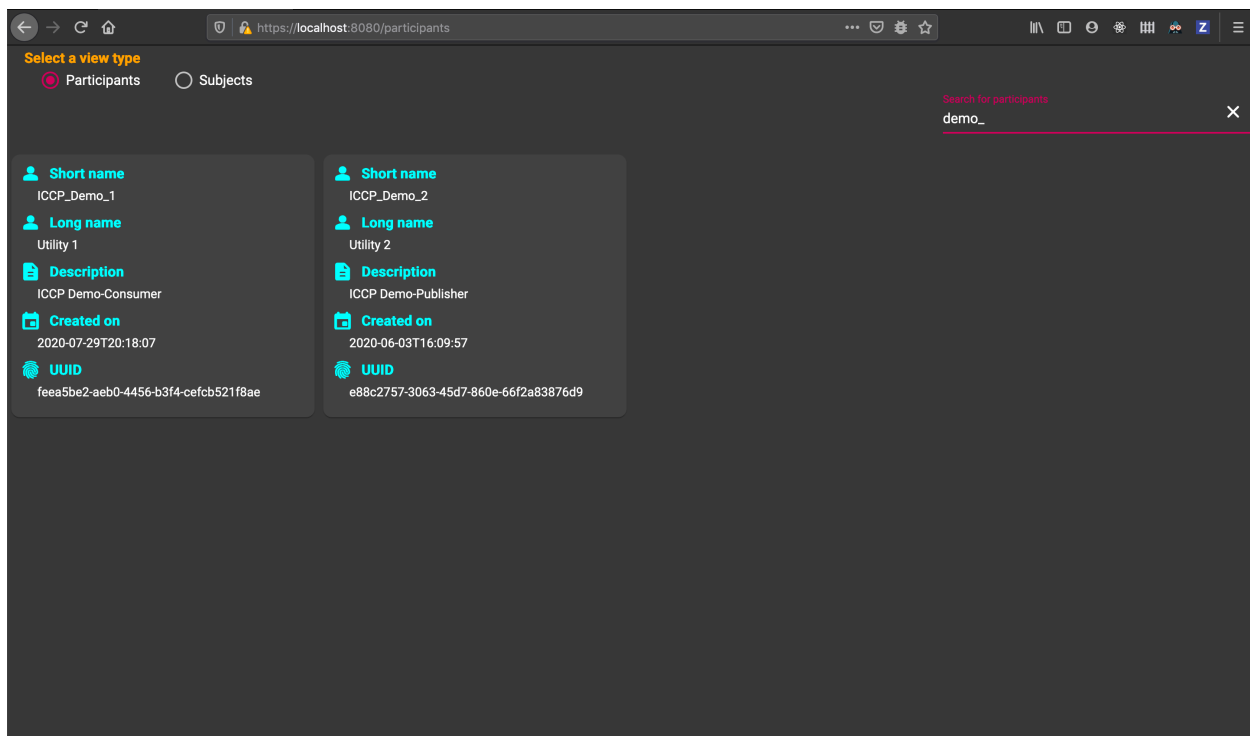 https://localhost:8080/participants
Z
Select a view type
Participants
Subjects
Search for participants
demo_
Short name
ICCP_Demo_1
Long name
Utility 1
Description
ICCP Demo-Consumer
Created on
2020-07-29T20:18:07
UUID
feea5be2-aeb0-4456-b3f4-cefcb521f8ae
Short name
ICCP_Demo_2
Long name
Utility 2
Description
ICCP Demo-Publisher
Created on
2020-06-03T16:09:57
UUID
e88c2757-3063-45d7-860e-66f2a83876d9